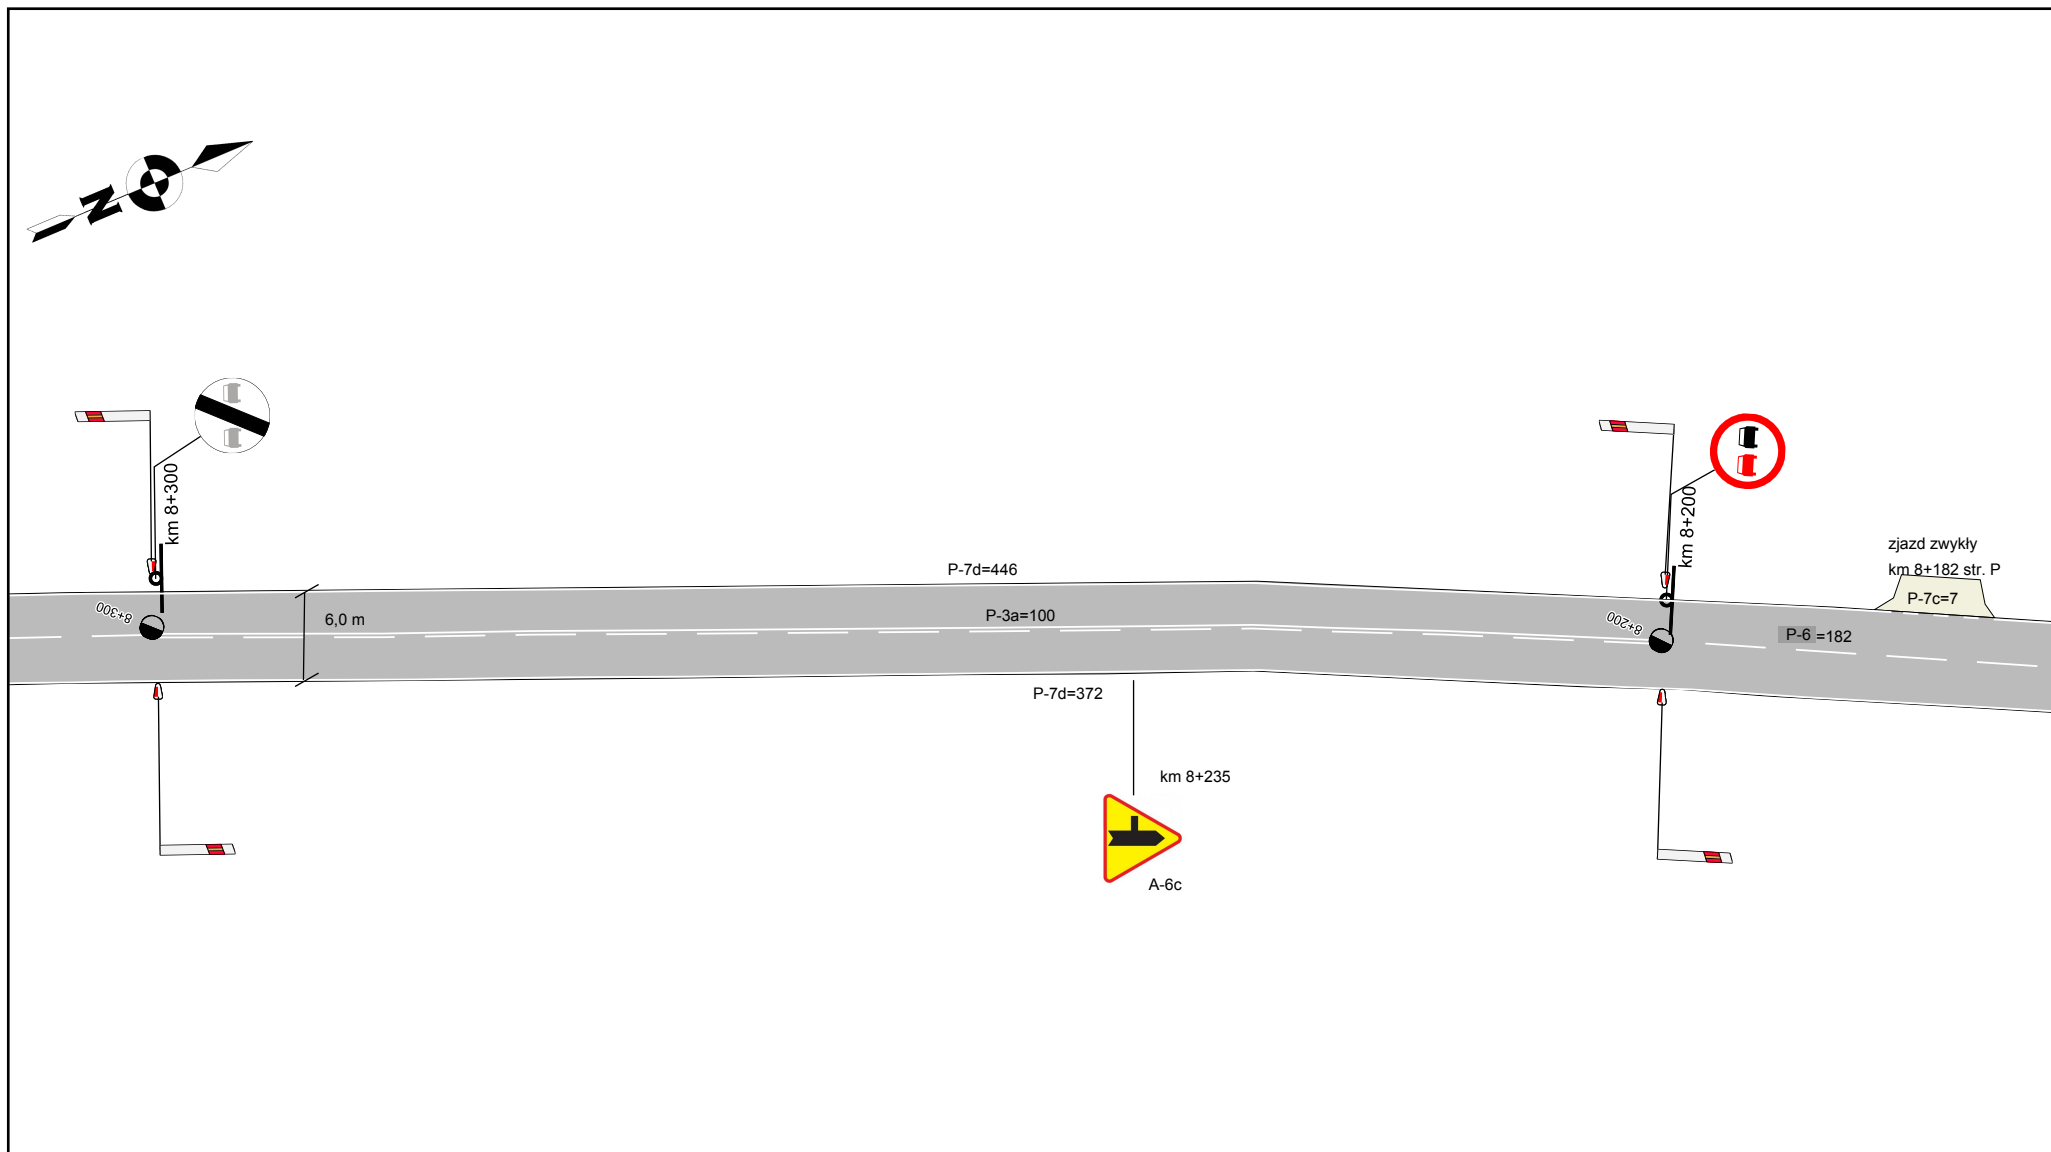 N
km 8+300
km 8+200
zjazd zwykły
km 8+182 str. P
P-7c=7
P-7d=446
8+300
6,0 m
P-3a=100
8+200
P-6 =182
P-7d=372
km 8+235
A-6c